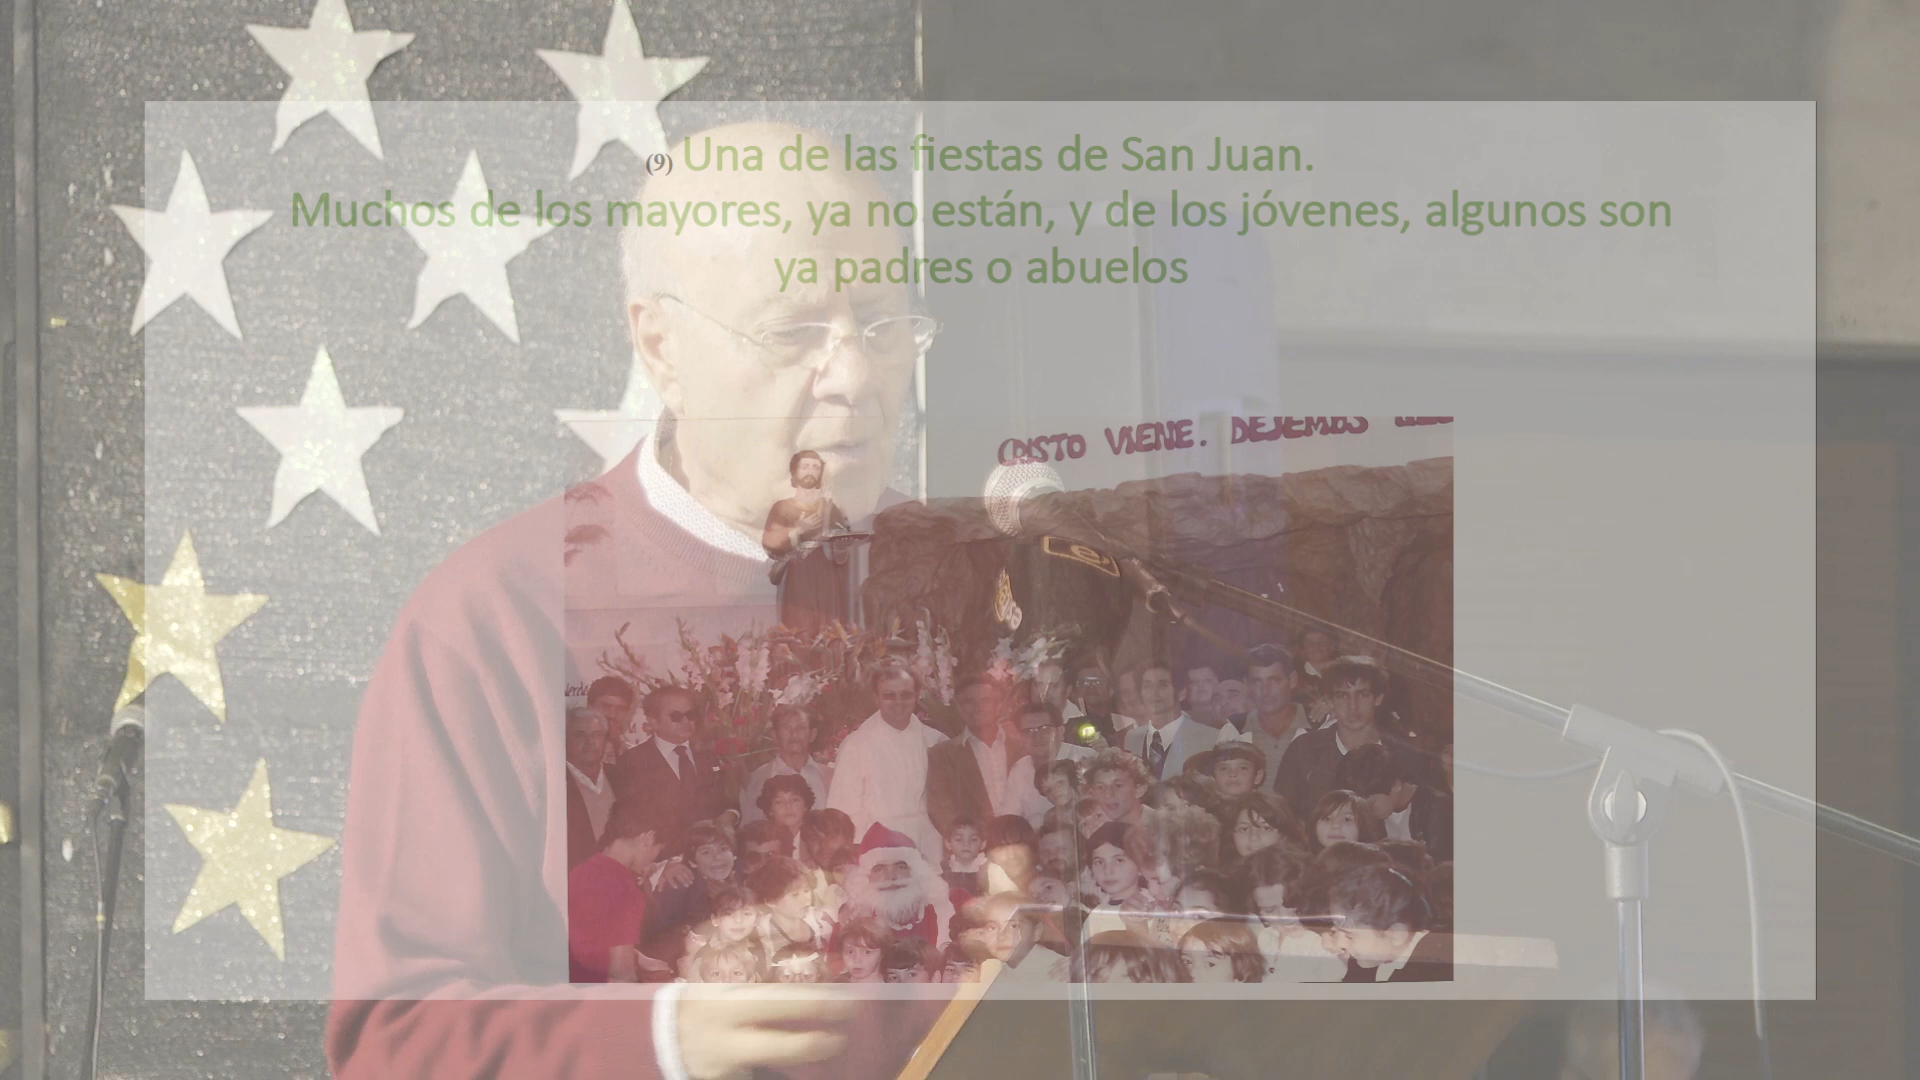 (9) Una de las fiestas de San Juan.
Muchos de los mayores, ya no están, y de los jóvenes, algunos son
ya padres o abuelos
CRISTO VIENE. DEJEMOS